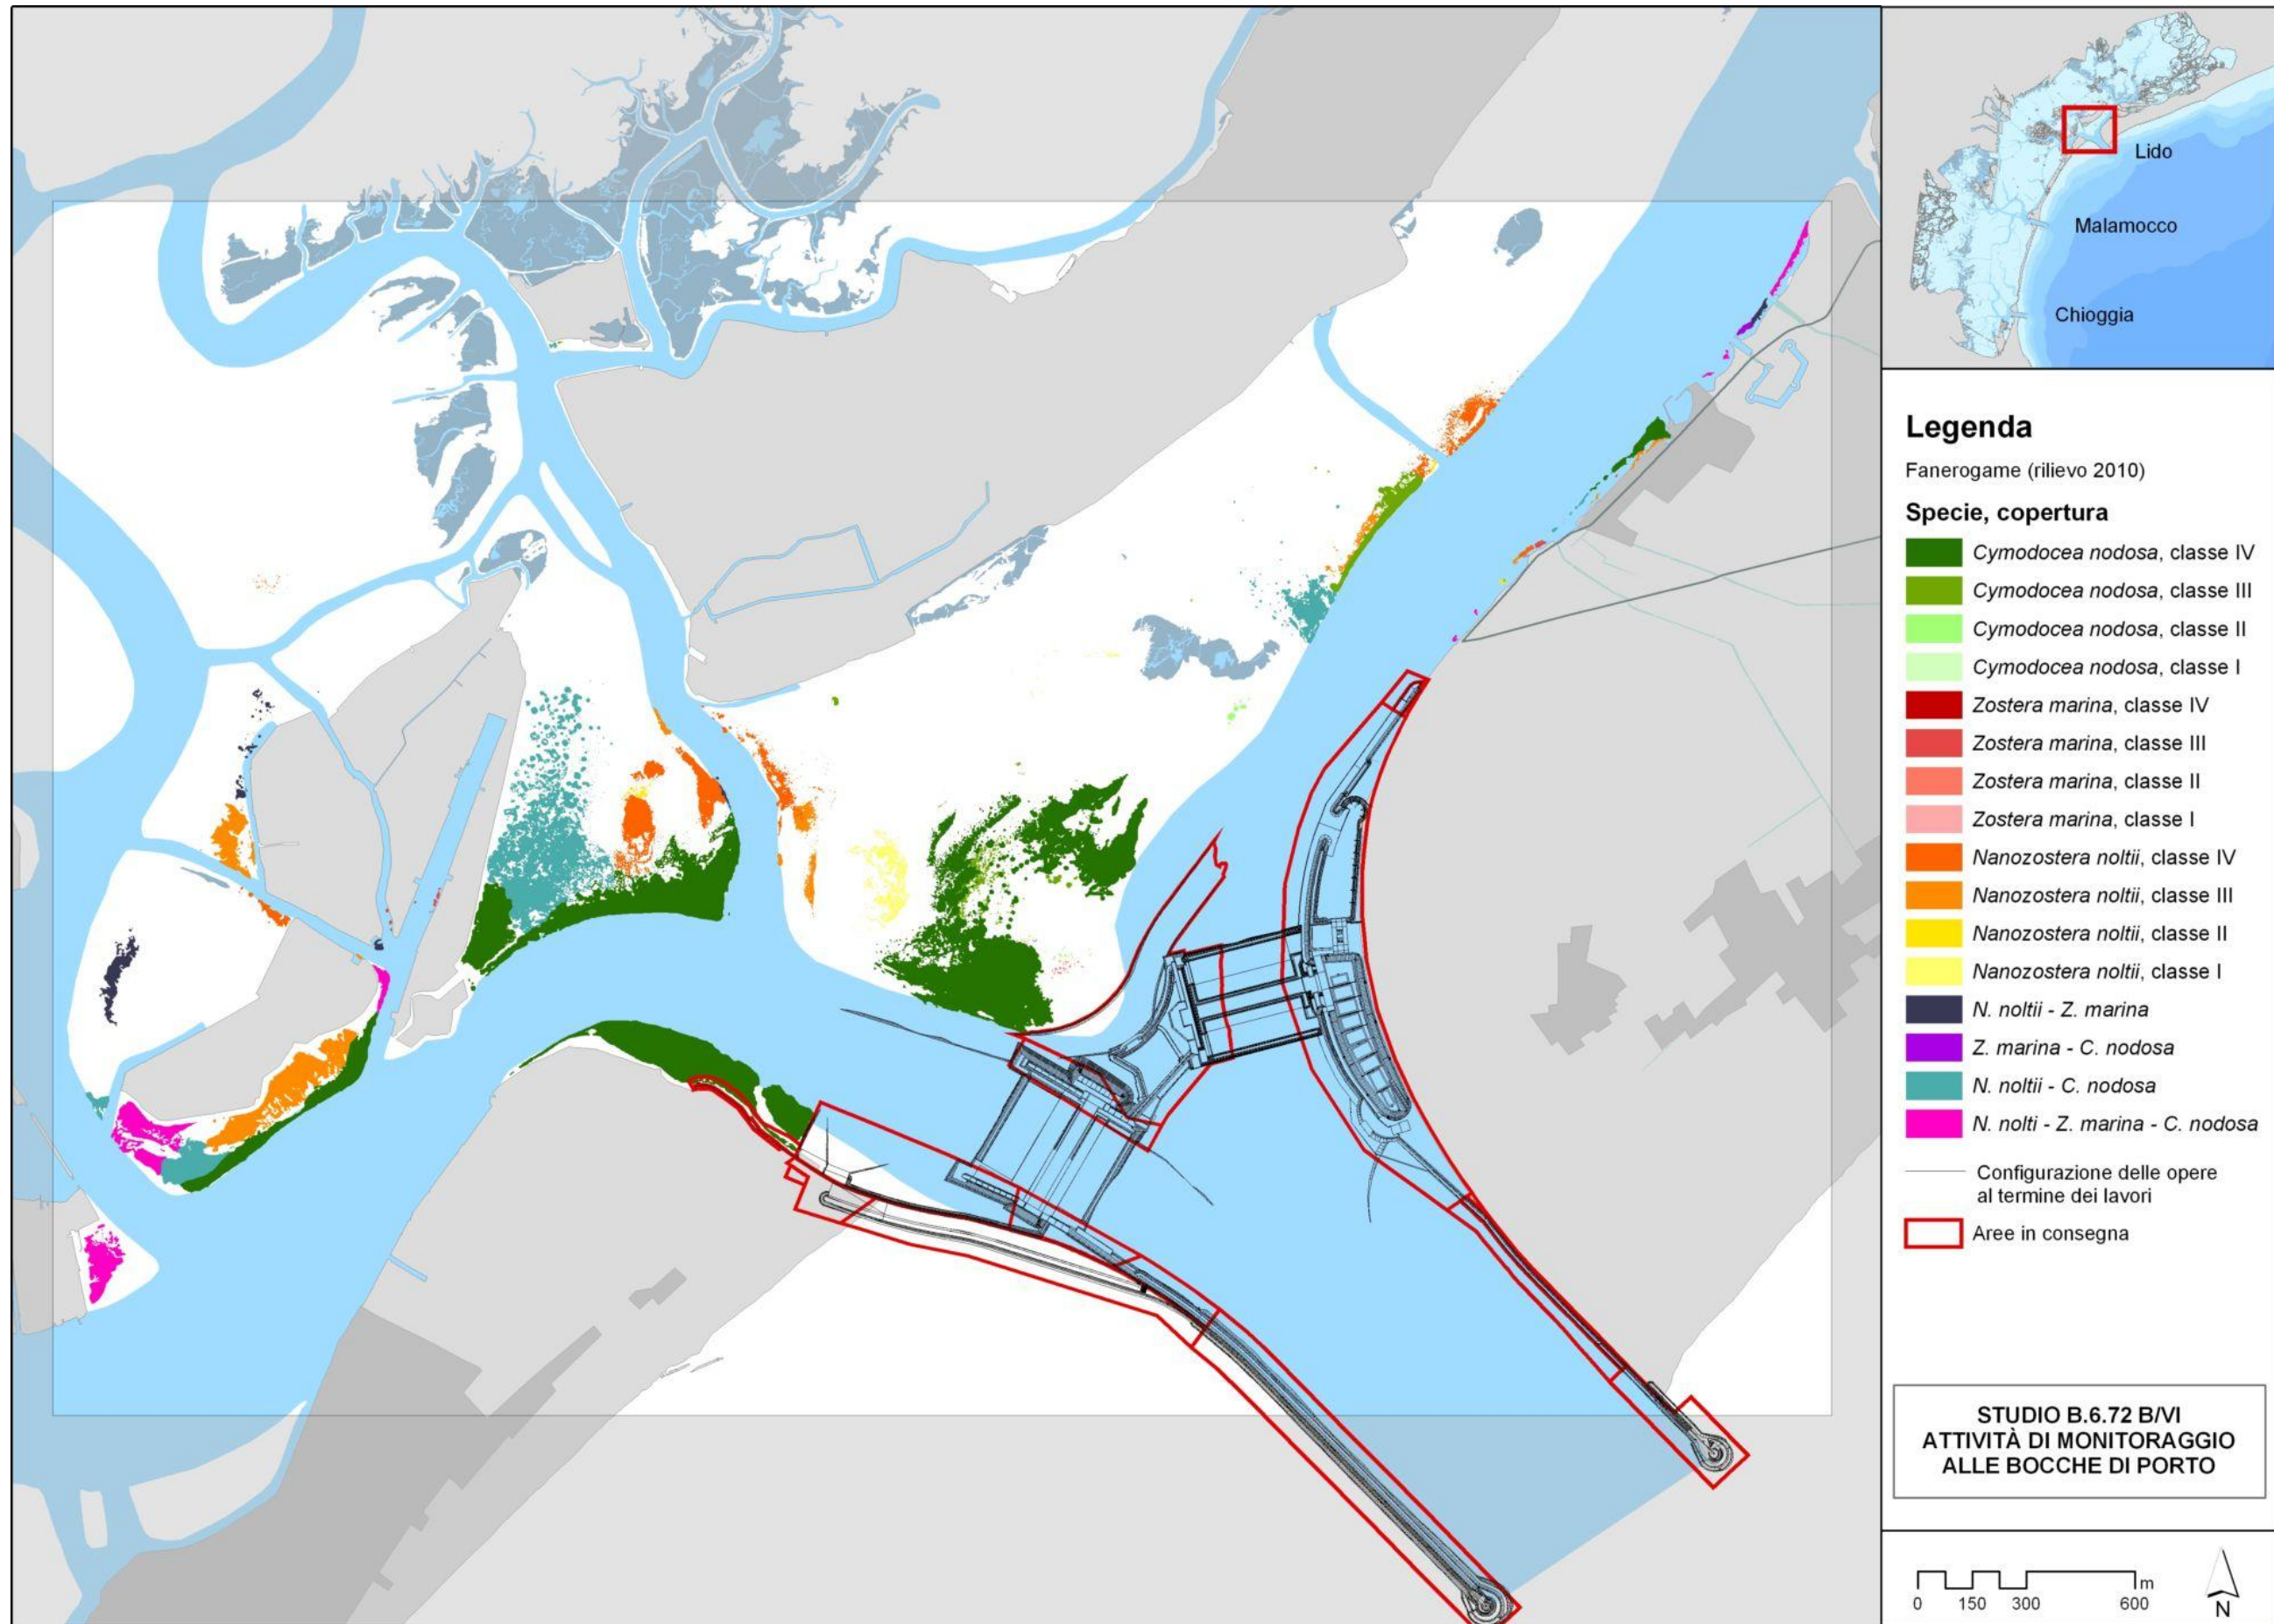 Lido
Malamocco
Chioggia
Legenda
Fanerogame (rilievo 2010)
Specie, copertura
Cymodocea nodosa, classe IV
Cymodocea nodosa, classe III
Cymodocea nodosa, classe II
Cymodocea nodosa, classe I
Zostera marina, classe IV
Zostera marina, classe III
Zostera marina, classe II
Zostera marina, classe I
Nanozostera noltii, classe IV
Nanozostera noltii, classe III
Nanozostera noltii, classe II
Nanozostera noltii, classe I
N. noltii - Z. marina
Z. marina - C. nodosa
N. noltii - C. nodosa
N. nolti - Z. marina - C. nodosa
Configurazione delle opere
al termine dei lavori
Aree in consegna
STUDIO B.6.72 B/VI
ATTIVITÀ DI MONITORAGGIO
ALLE BOCCHE DI PORTO
m
0 150 300 600
N